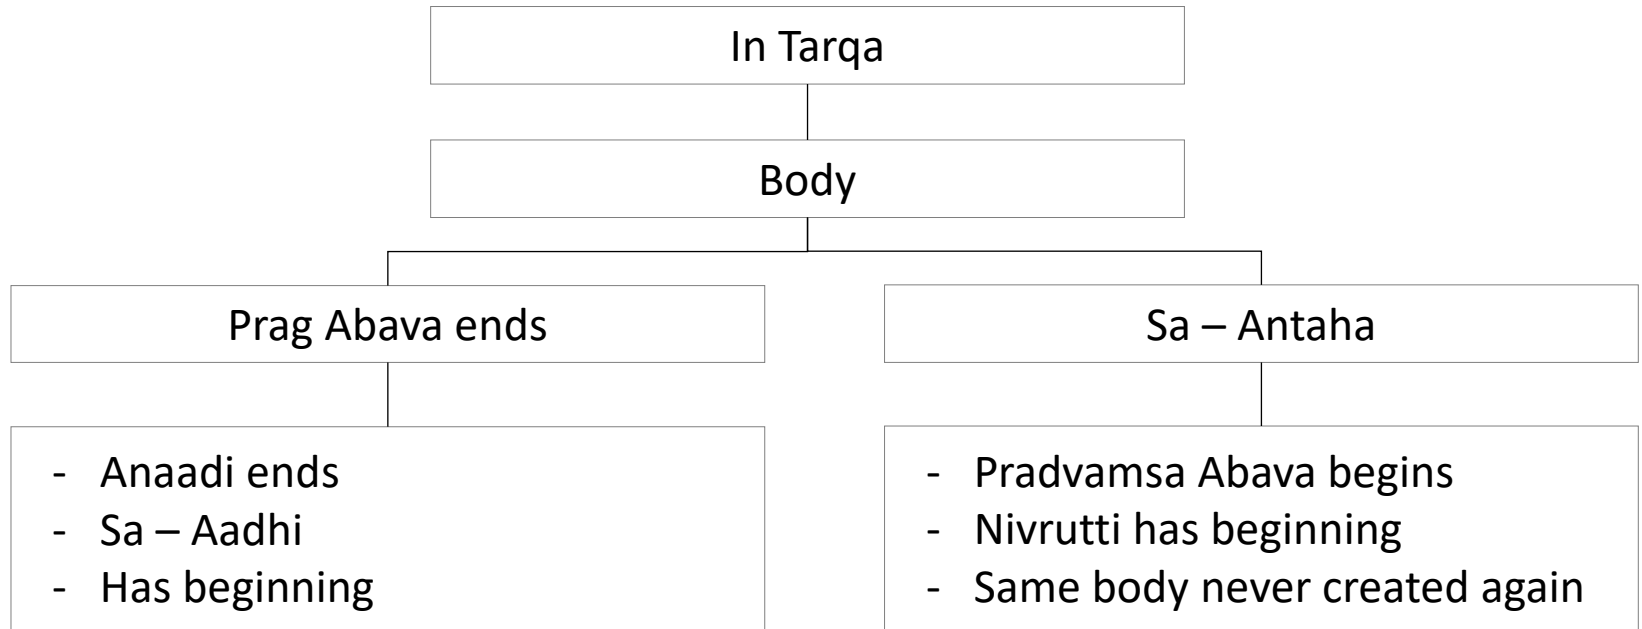 In Tarqa
Body
Prag Abava ends
Sa – Antaha
- Anaadi ends
- Sa – Aadhi
- Has beginning
- Pradvamsa Abava begins
- Nivrutti has beginning
- Same body never created again